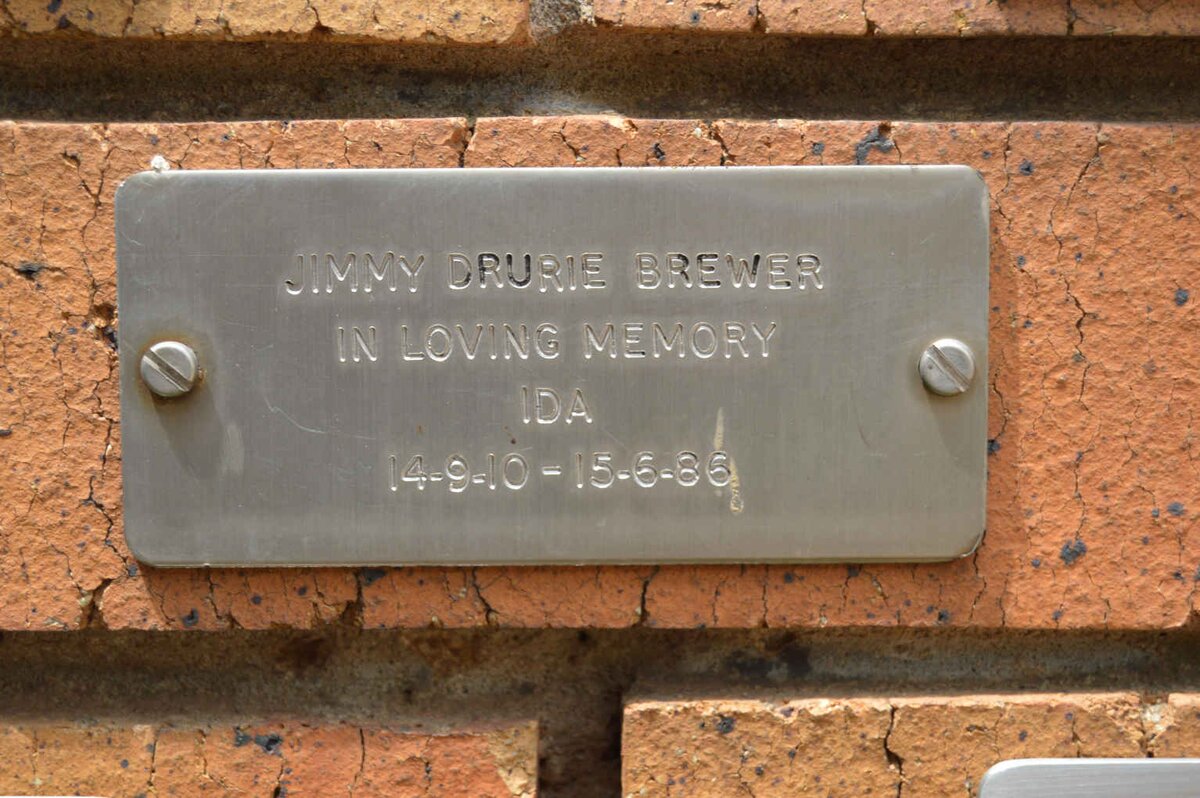 JIMMY DRURIE BREWER
IN LOVING MEMORY
IDA
14-9-10 - 15-6-86